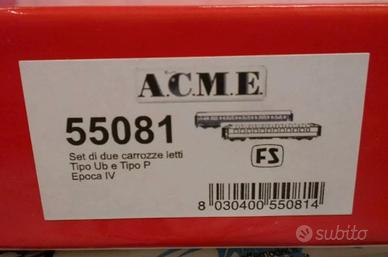 A.C.M.E.
55081
Set di due carrozze letti
Tipo Ub e Tipo P
Epoca IV
FS
8 030400 550814
subito